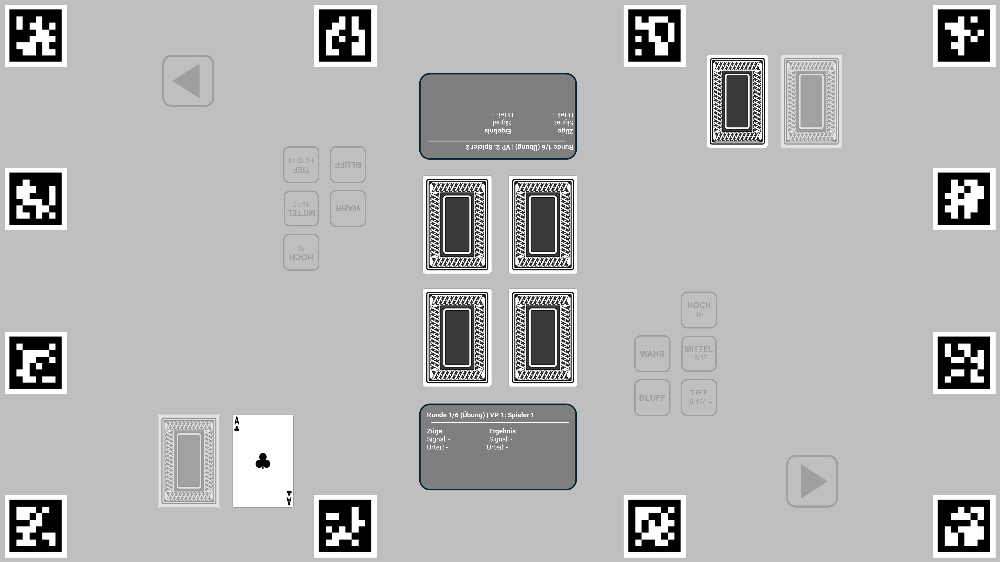 Runde 1/6 (Übung) | VP 2: Spieler 2
Züge Ergebnis
Signal: - Signal: -
Urteil: - Urteil: -
HOCH
19
WAHR
MITTEL
18/17
BLUFF
TIEF
16/15/14
HOCH
19
WAHR
MITTEL
18/17
BLUFF
TIEF
16/15/14
Runde 1/6 (Übung) | VP 1: Spieler 1
Züge Ergebnis
Signal: - Signal: -
Urteil: - Urteil: -
A
A